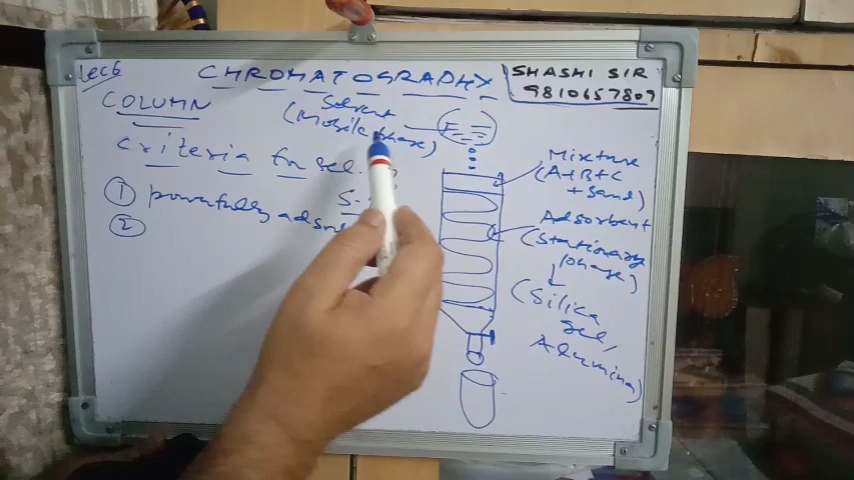 Lec6
CHROMATOGRAPHY
SHASHI SIR
9810657809
COLUMN
Solvent
(Mobile phase)
Criteria for sel.
① powerfully
②
Mixture
(A+B+C
+ Sand)
Adsorbent
(Stationary
phase)
(Silica
gel,
Alumina)